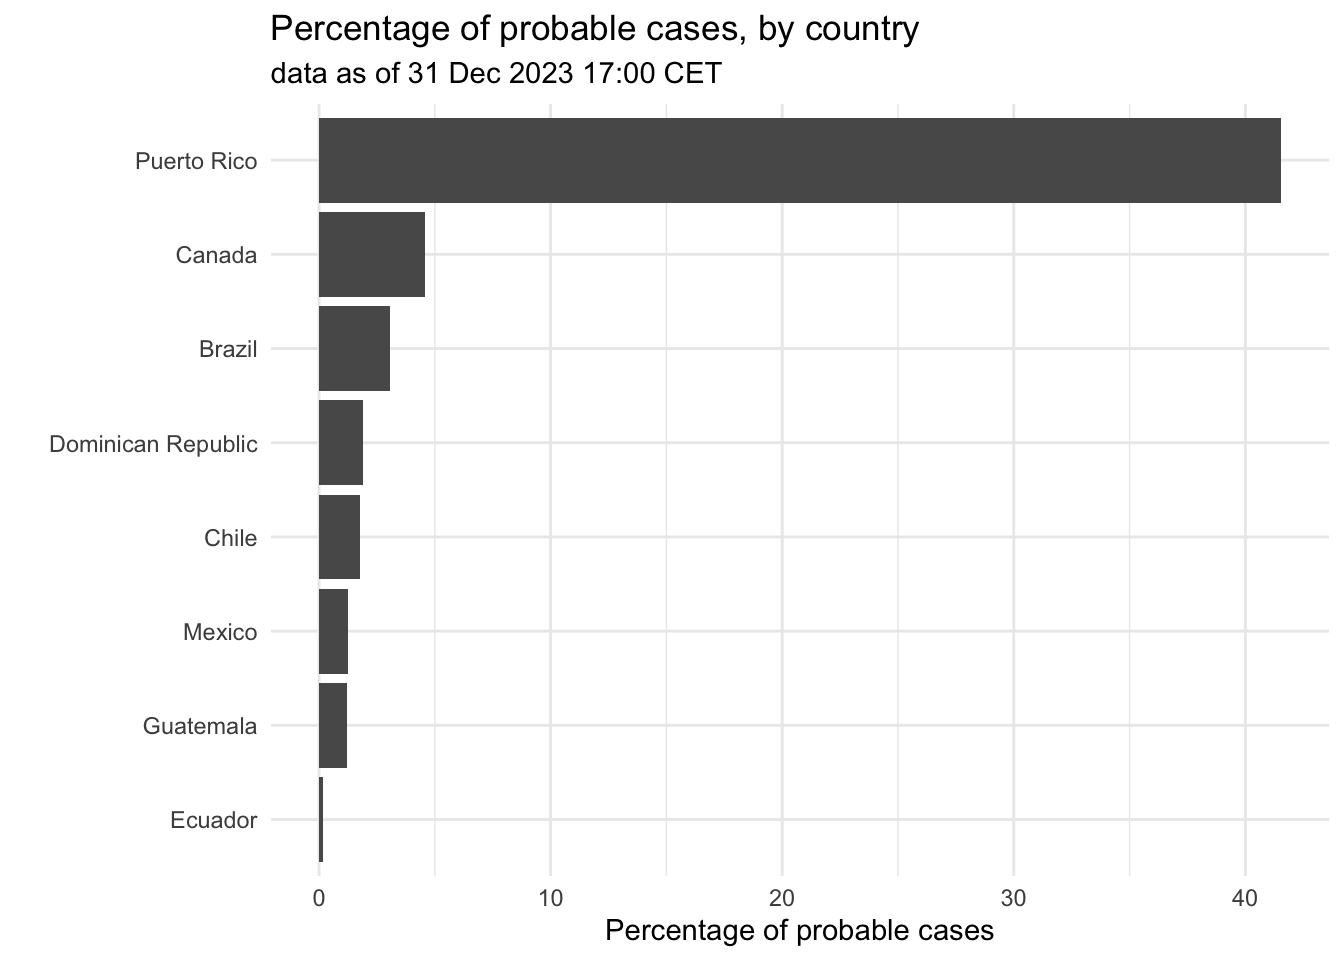 Percentage of probable cases, by country
data as of 31 Dec 2023 17:00 CET
Puerto Rico
Canada
Brazil
Dominican Republic
Chile
Mexico
Guatemala
Ecuador
0 10 20 30 40
Percentage of probable cases